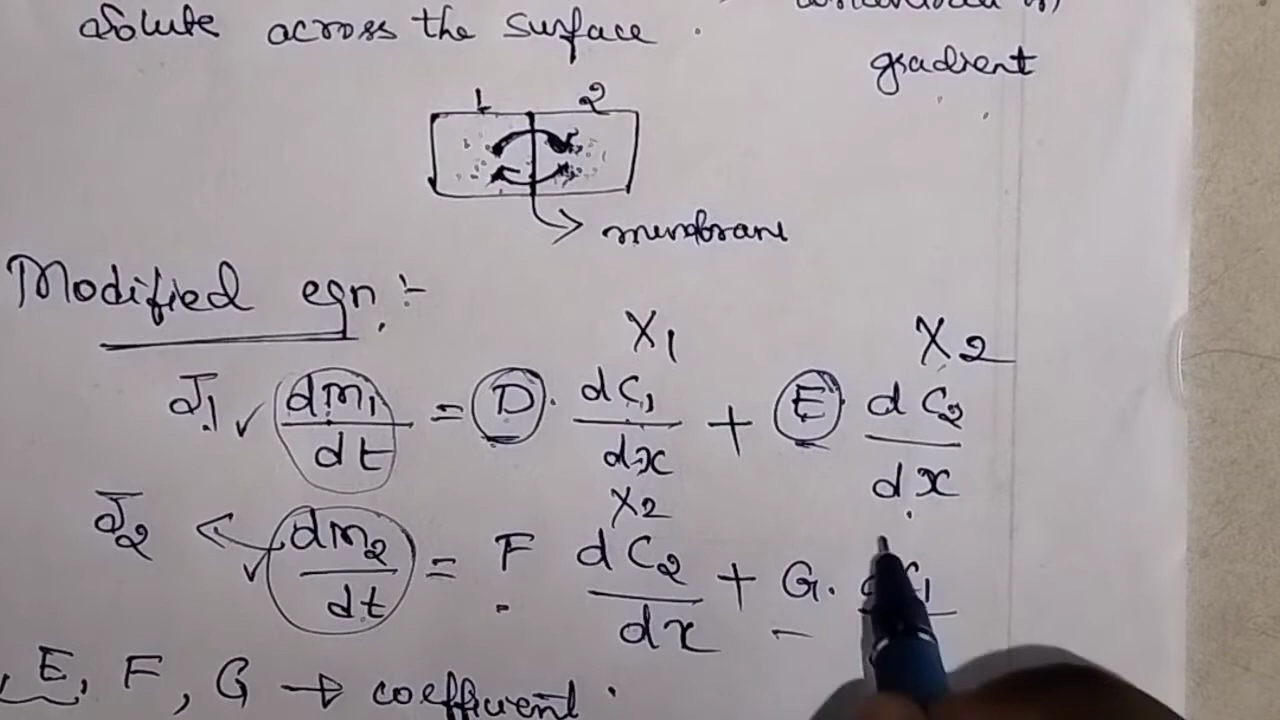 solute across the surface .
gradient
1 2
membrane
Modified eqn. :-
X1 X2
J1 dm1/dt = D. dC1/dx + E dC2/dx
X2
J2 dm2/dt = F dC2/dx + G. dC1
, E, F, G → coefficient .